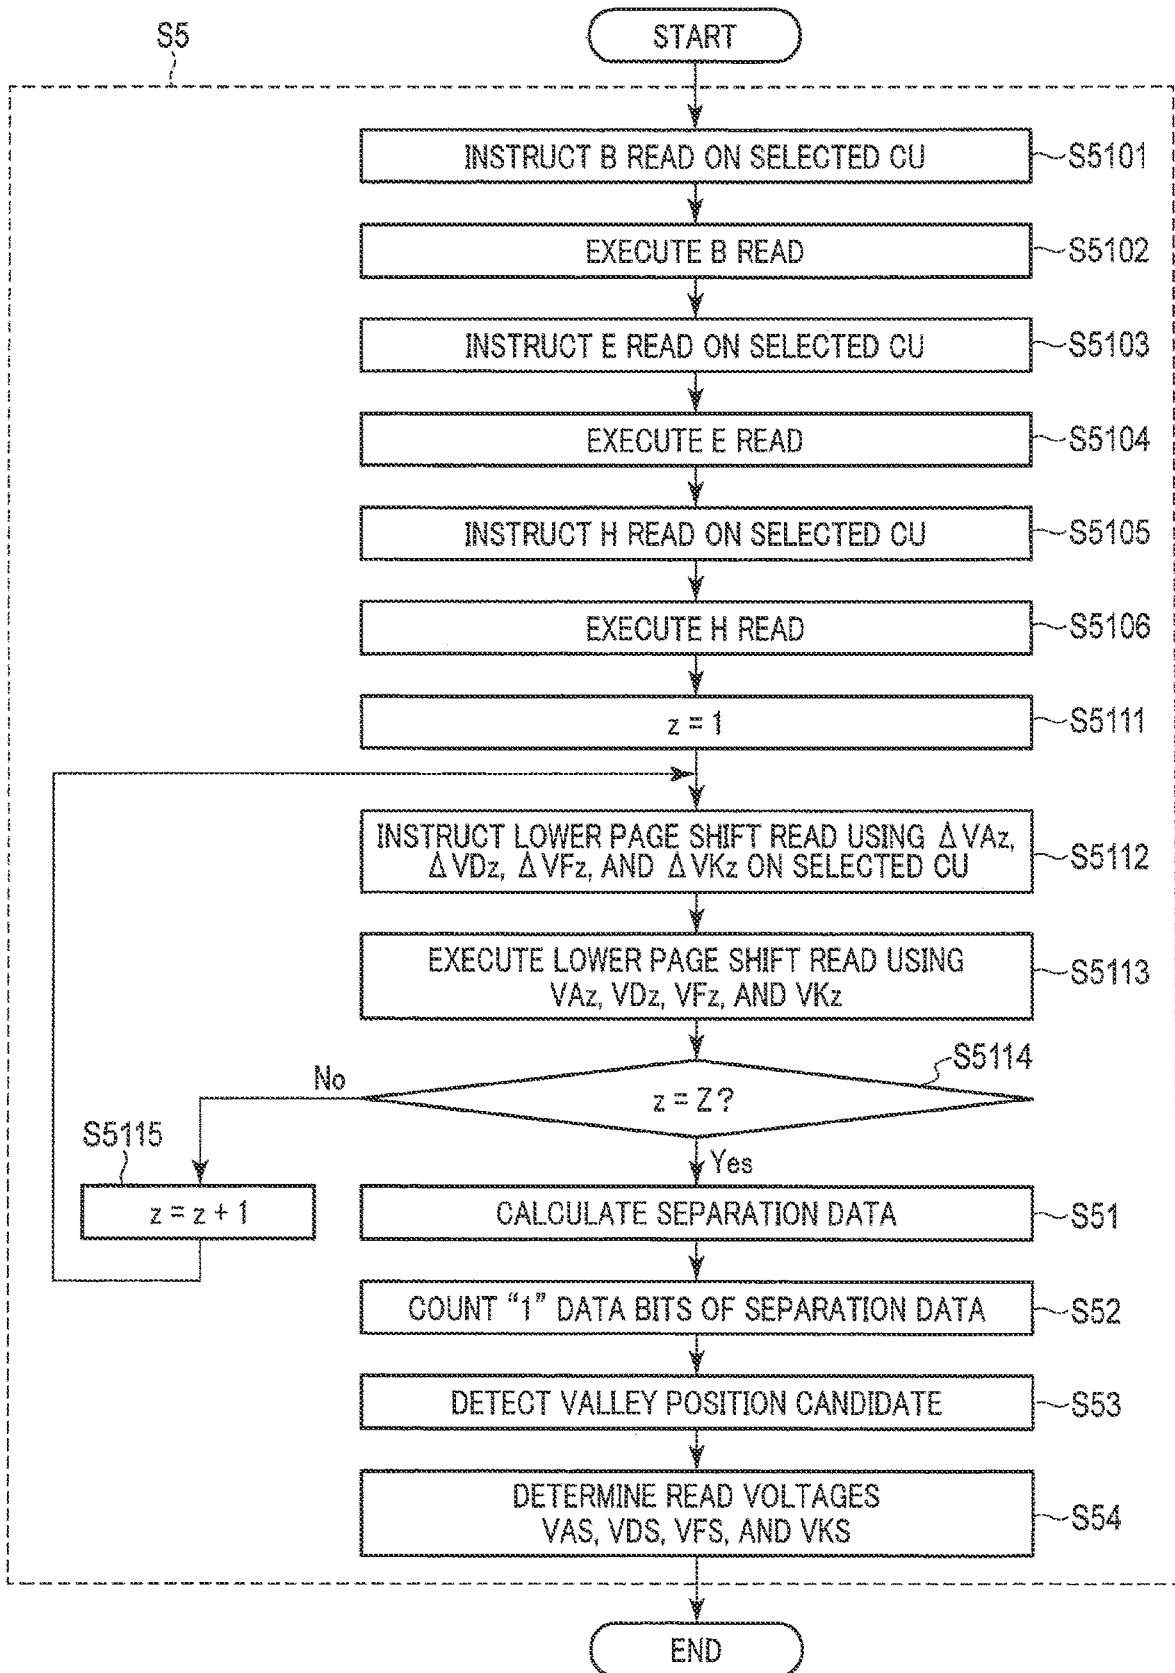 START
S5
INSTRUCT B READ ON SELECTED CU
S5101
EXECUTE B READ
S5102
INSTRUCT E READ ON SELECTED CU
S5103
EXECUTE E READ
S5104
INSTRUCT H READ ON SELECTED CU
S5105
EXECUTE H READ
S5106
z = 1
S5111
INSTRUCT LOWER PAGE SHIFT READ USING ΔVAz,
ΔVDz, ΔVFz, AND ΔVKz ON SELECTED CU
S5112
EXECUTE LOWER PAGE SHIFT READ USING
VAz, VDz, VFz, AND VKz
S5113
S5114
z = Z?
No
Yes
S5115
z = z + 1
CALCULATE SEPARATION DATA
S51
COUNT “1” DATA BITS OF SEPARATION DATA
S52
DETECT VALLEY POSITION CANDIDATE
S53
DETERMINE READ VOLTAGES
VAS, VDS, VFS, AND VKS
S54
END